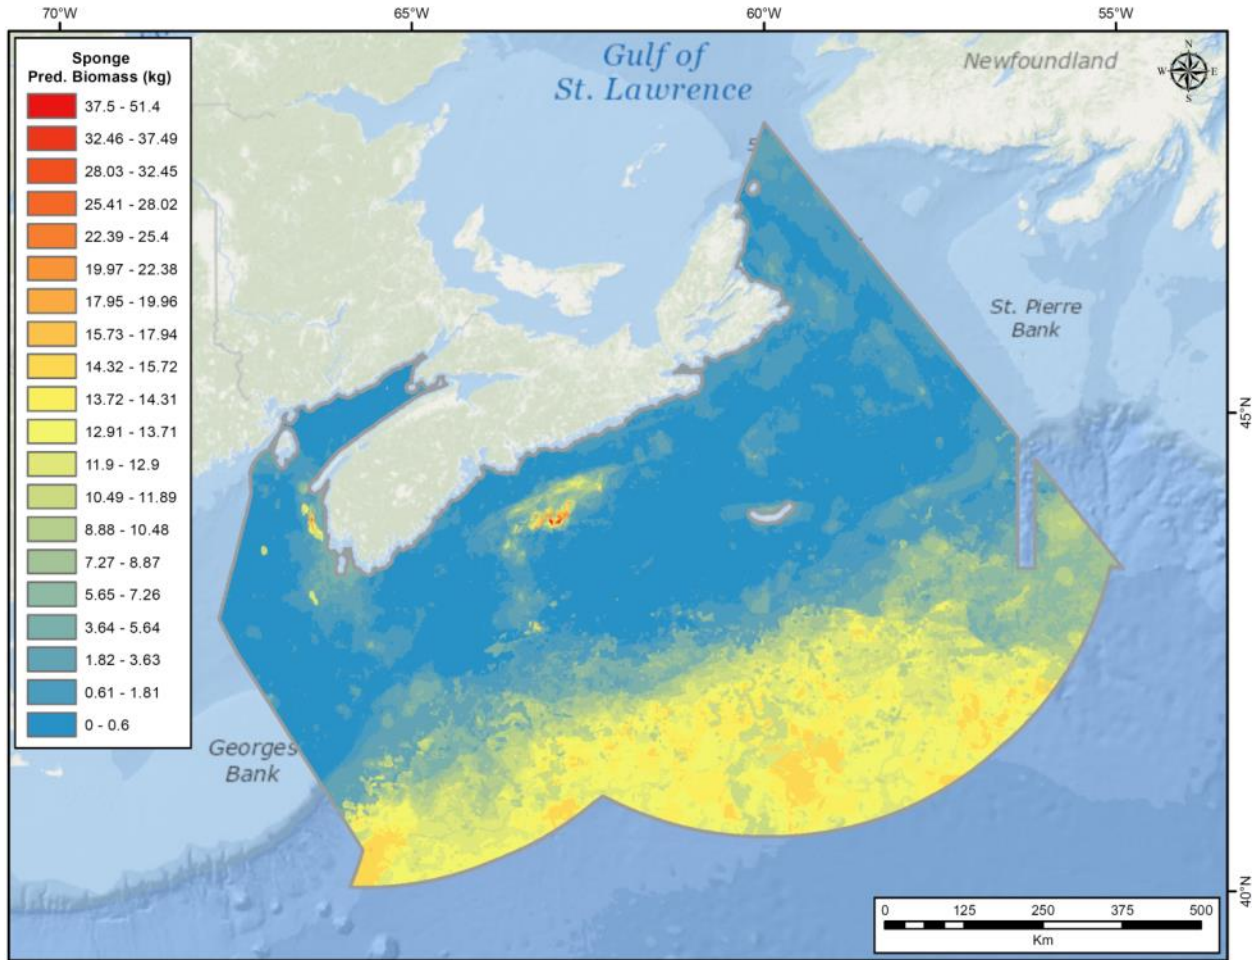 70°W
65°W
60°W
55°W
Sponge
Pred. Biomass (kg)
37.5 - 51.4
32.46 - 37.49
28.03 - 32.45
25.41 - 28.02
22.39 - 25.4
19.97 - 22.38
17.95 - 19.96
15.73 - 17.94
14.32 - 15.72
13.72 - 14.31
12.91 - 13.71
11.9 - 12.9
10.49 - 11.89
8.88 - 10.48
7.27 - 8.87
5.65 - 7.26
3.64 - 5.64
1.82 - 3.63
0.61 - 1.81
0 - 0.6
Gulf of
St. Lawrence
Newfoundland
N
W
E
S
St. Pierre
Bank
45°N
Georges
Bank
40°N
0
125
250
375
500
Km